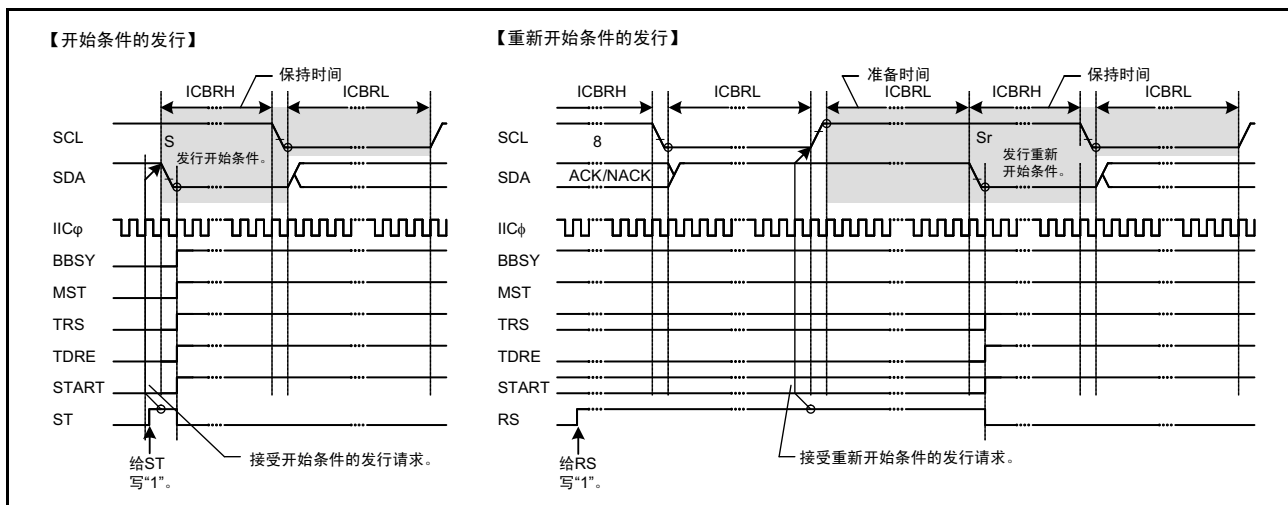 【开始条件的发行】
保持时间
ICBRH
ICBRL
SCL
S
发行开始条件。
SDA
IICφ
BBSY
MST
TRS
TDRE
START
ST
给ST
写“1”。
接受开始条件的发行请求。
【重新开始条件的发行】
准备时间
保持时间
ICBRH
ICBRL
ICBRL
ICBRH
ICBRL
SCL
8
Sr
发行重新
开始条件。
SDA
ACK/NACK
IICϕ
BBSY
MST
TRS
TDRE
START
RS
给RS
写“1”。
接受重新开始条件的发行请求。